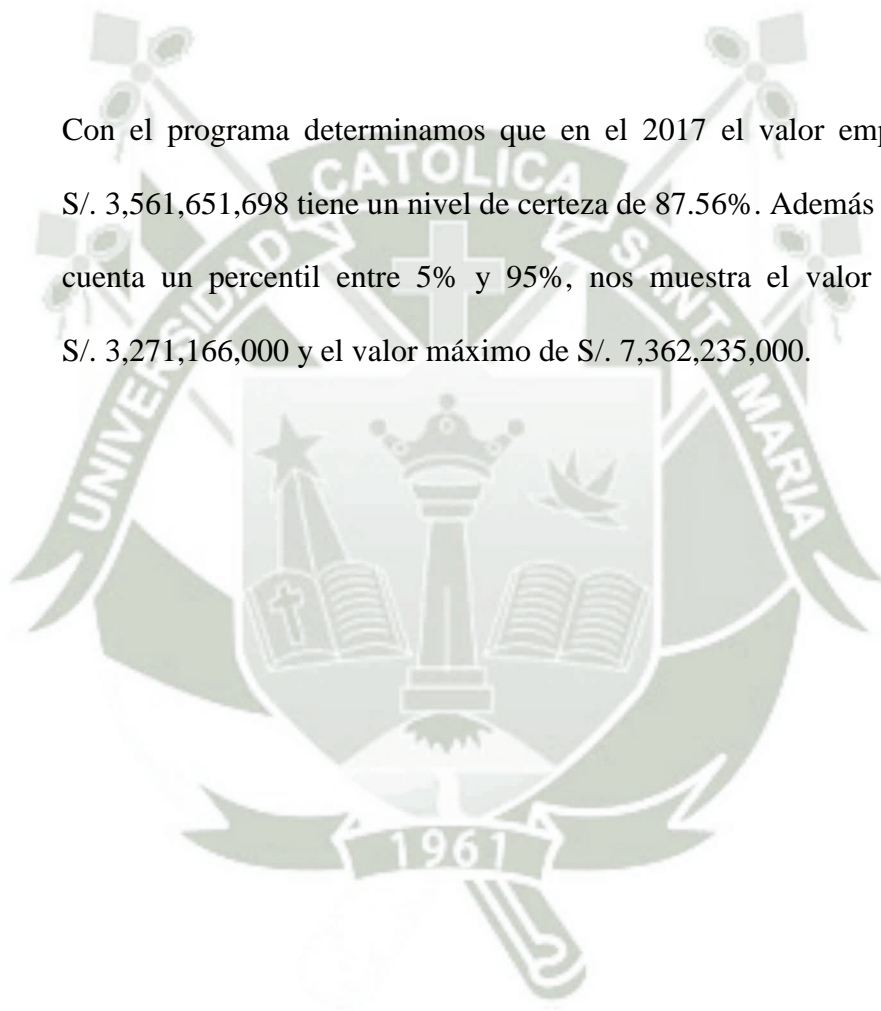 Con el programa determinamos que en el 2017 el valor
S/. 3,561,651,698 tiene un nivel de certeza de 87.56%. Además
cuenta un percentil entre 5% y 95%, nos muestra el valor
S/. 3,271,166,000 y el valor máximo de S/. 7,362,235,000.
UNIVERSIDAD CATOLICA SANTA MARIA
1961